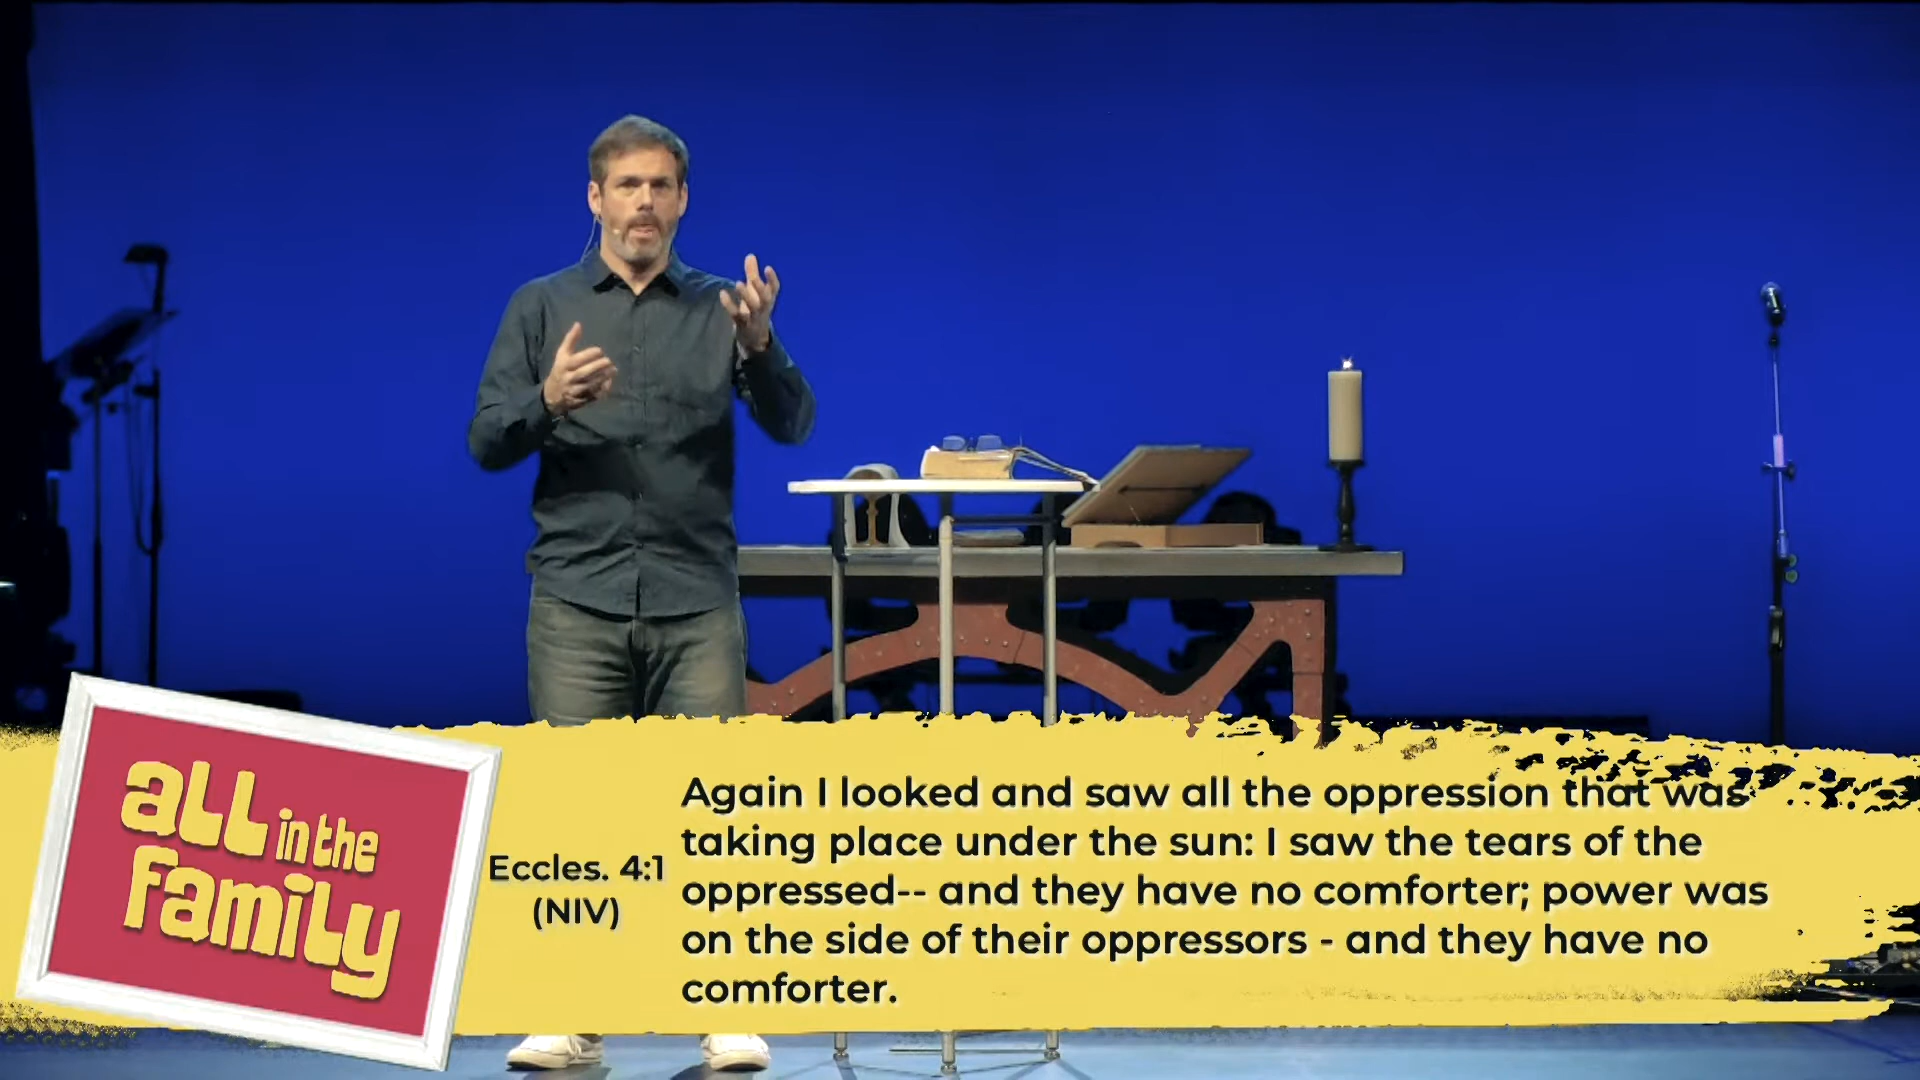 aLL in the
family
Eccles. 4:1
(NIV)
Again I looked and saw all the oppression that was
taking place under the sun: I saw the tears of the
oppressed-- and they have no comforter; power was
on the side of their oppressors - and they have no
comforter.